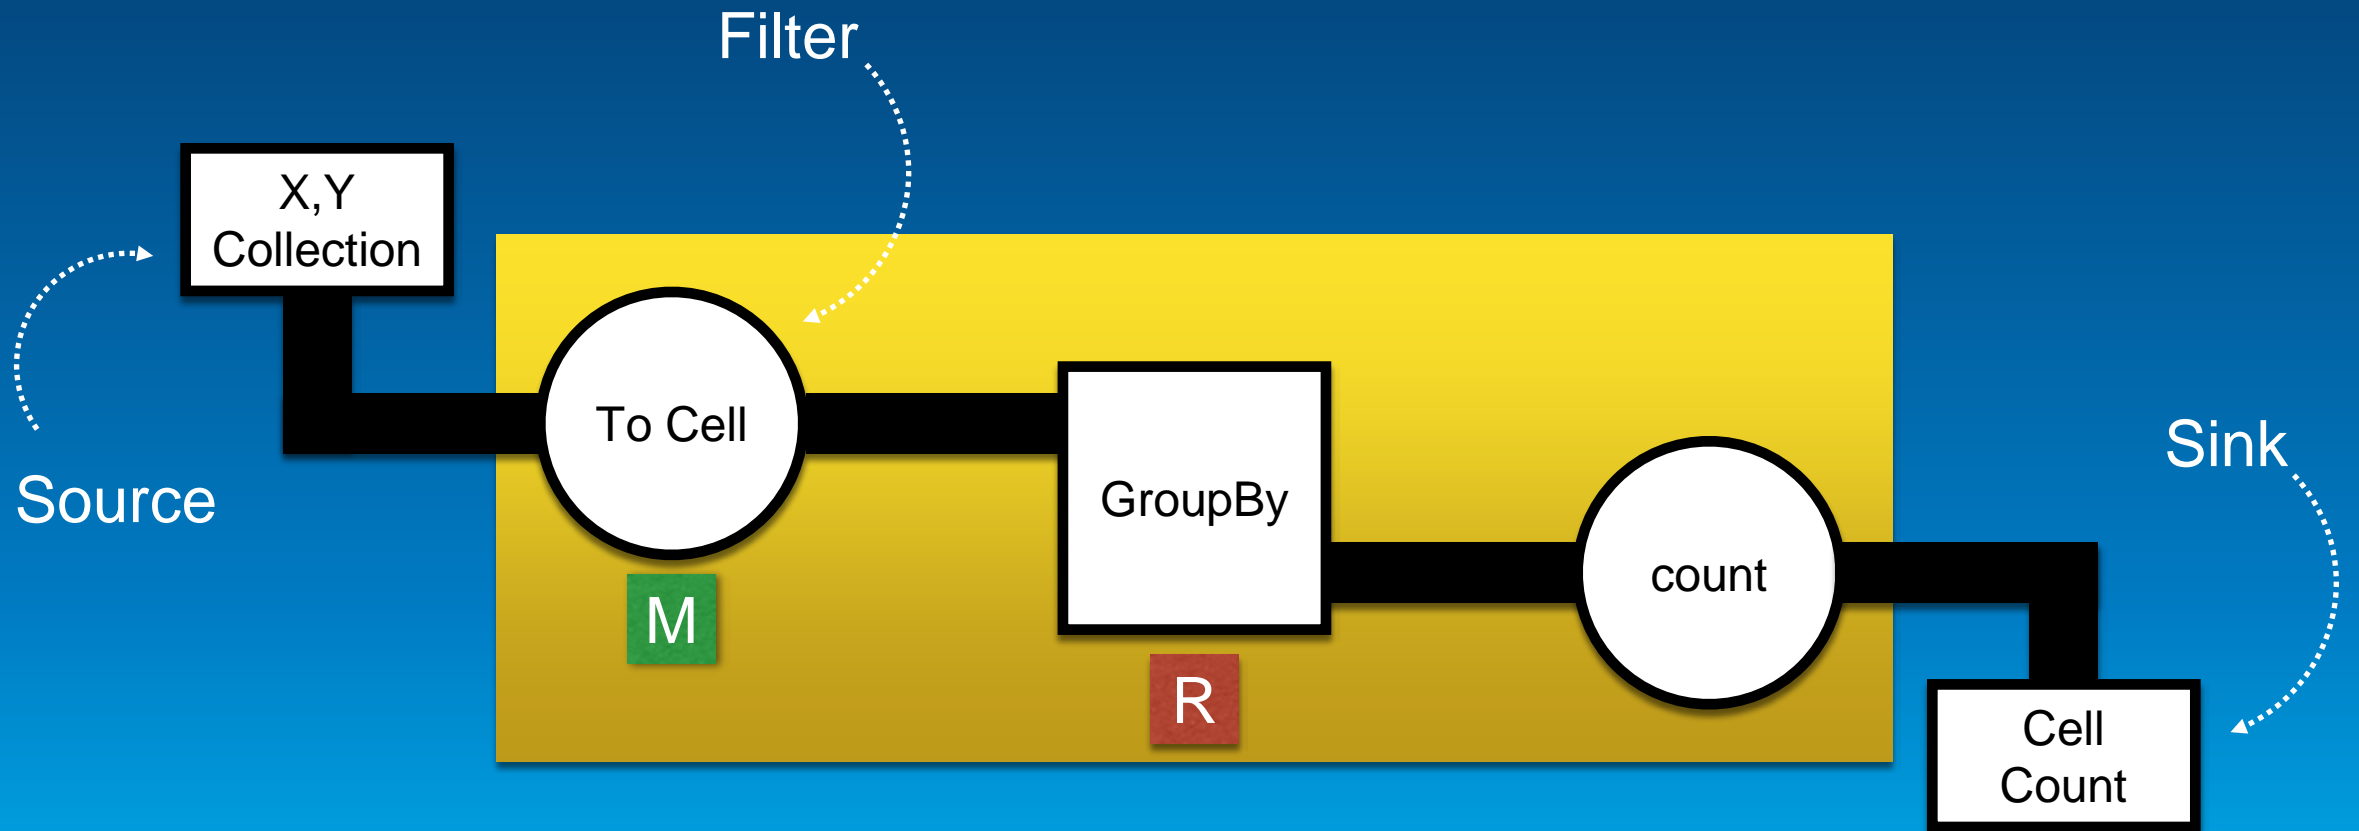 Filter
X,Y
Collection
Source
To Cell
M
GroupBy
R
count
Sink
Cell
Count